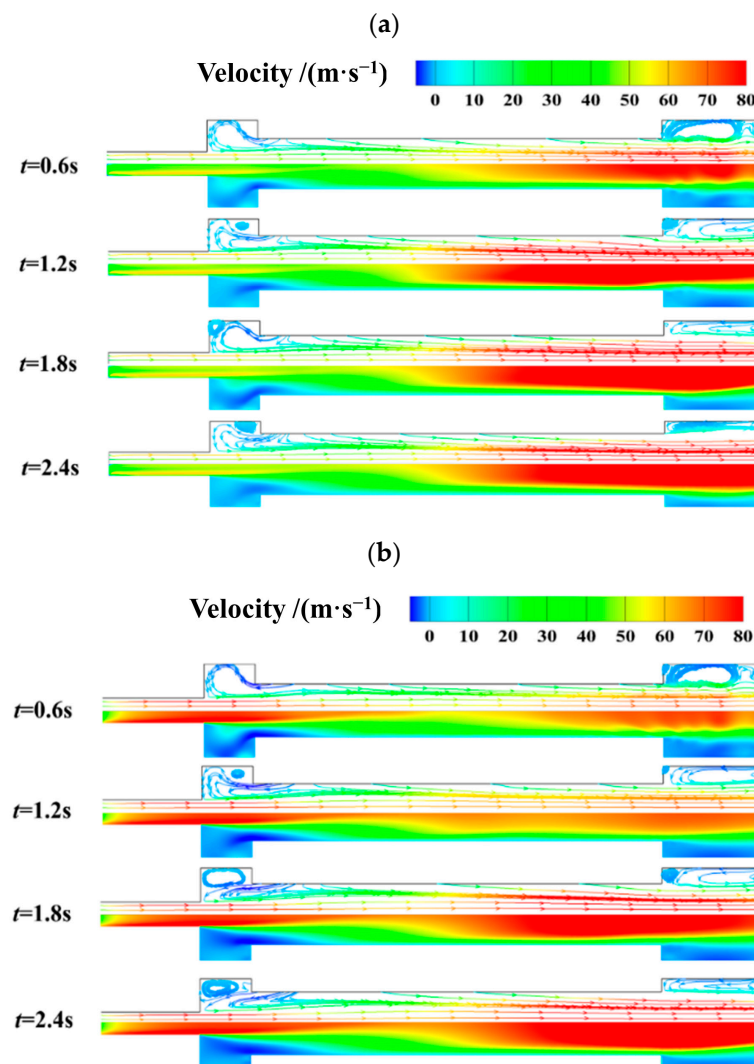 (a)
Velocity /(m·s⁻¹)
0 10 20 30 40 50 60 70 80
t=0.6s
t=1.2s
t=1.8s
t=2.4s
(b)
Velocity /(m·s⁻¹)
0 10 20 30 40 50 60 70 80
t=0.6s
t=1.2s
t=1.8s
t=2.4s